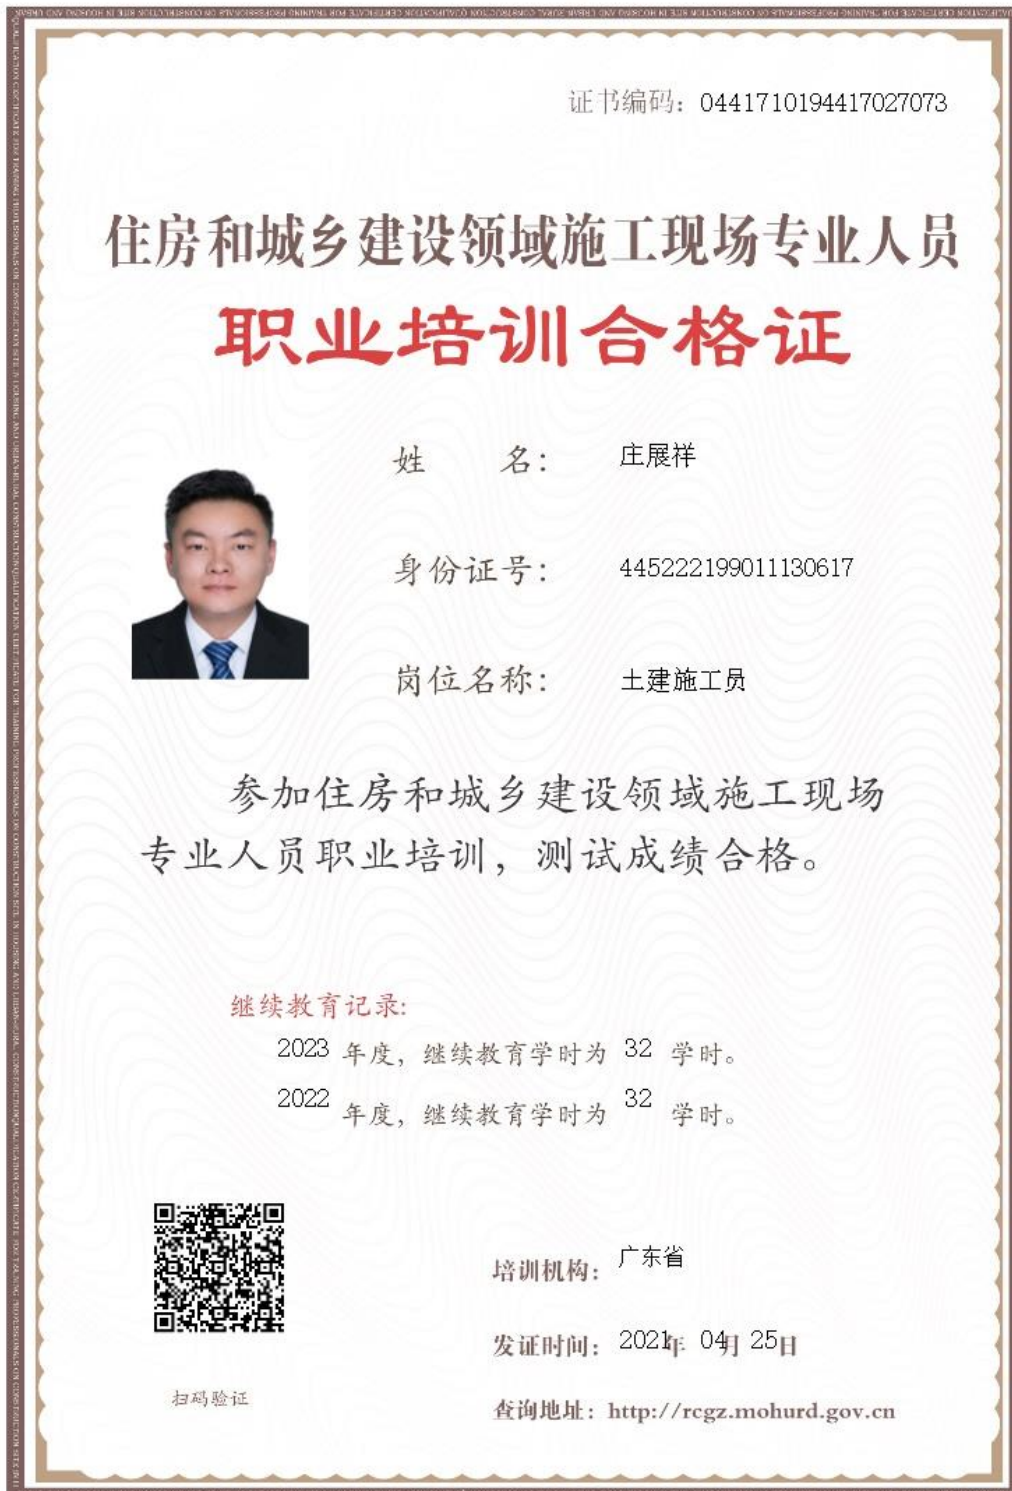 证书编码：04417101944170​27073
住房和城乡建设领域施工现场专业人员
职业培训合格证
姓 名： 庄展祥
身份证号： 445222199011130617
岗位名称： 土建施工员
参加住房和城乡建设领域施工现场
专业人员职业培训，测试成绩合格。
继续教育记录:
2023 年度，继续教育学时为 32 学时。
2022 年度，继续教育学时为 32 学时。
培训机构： 广东省
发证时间： 2021年 04月 25日
扫码验证
查询地址：http://rcgz.mohurd.gov.cn